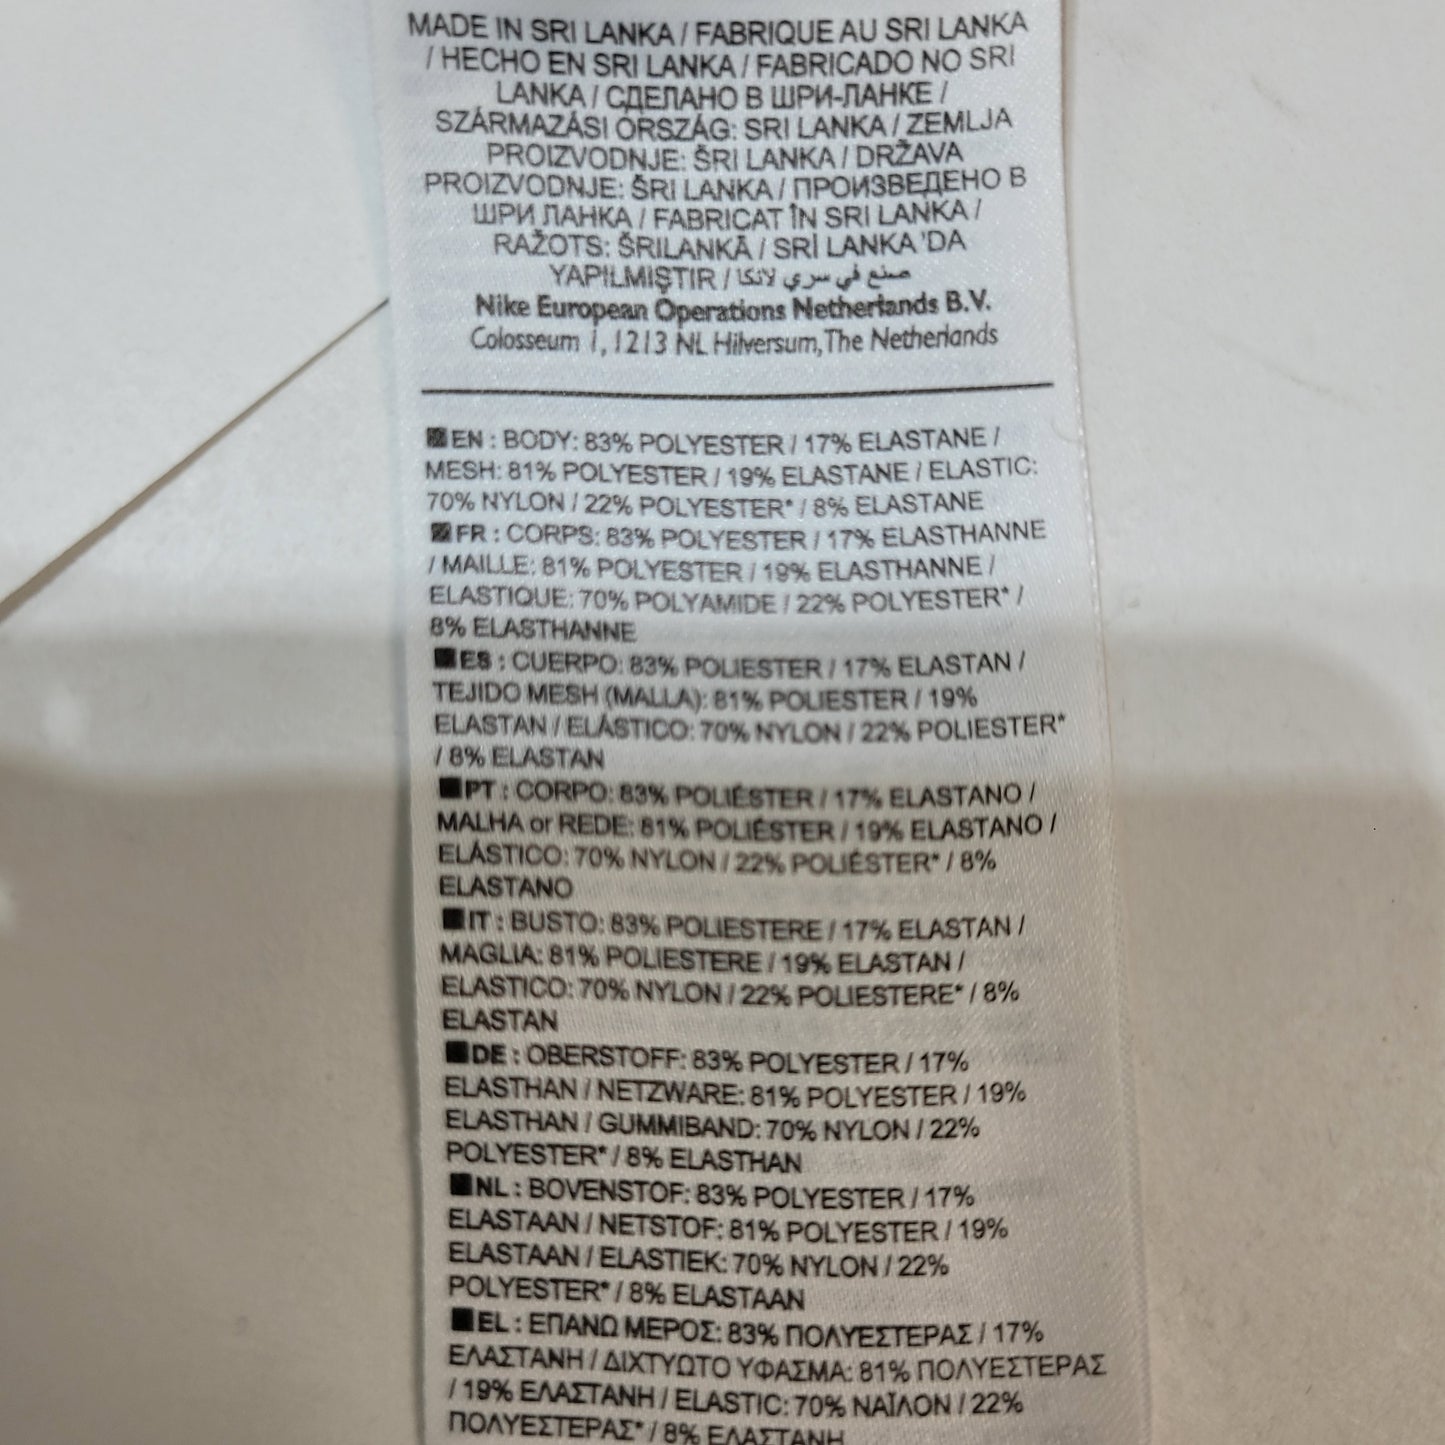 MADE IN SRI LANKA / FABRIQUE AU SRI LANKA
/ HECHO EN SRI LANKA / FABRICADO NO SRI
LANKA / СДЕЛАНО В ШРИ-ЛАНКЕ /
SZÁRMAZÁSI ORSZÁG: SRI LANKA / ZEMLJA
PROIZVODNJE: ŠRI LANKA / DRŽAVA
PROIZVODNJE: ŠRI LANKA / ПРОИЗВЕДЕНО В
ШРИ ЛАНКА / FABRICAT ÎN SRI LANKA /
RAŽOTS: ŠRILANKĀ / SRİ LANKA 'DA
YAPILMIŞTIR / صنع في سري لانكا
Nike European Operations Netherlands B.V.
Colosseum 1, 1213 NL Hilversum, The Netherlands
EN : BODY: 83% POLYESTER / 17% ELASTANE /
MESH: 81% POLYESTER / 19% ELASTANE / ELASTIC:
70% NYLON / 22% POLYESTER* / 8% ELASTANE
FR : CORPS: 83% POLYESTER / 17% ELASTHANNE
/ MAILLE: 81% POLYESTER / 19% ELASTHANNE /
ELASTIQUE: 70% POLYAMIDE / 22% POLYESTER* /
8% ELASTHANNE
ES : CUERPO: 83% POLIESTER / 17% ELASTAN /
TEJIDO MESH (MALLA): 81% POLIESTER / 19%
ELASTAN / ELÁSTICO: 70% NYLON / 22% POLIESTER*
/ 8% ELASTAN
PT : CORPO: 83% POLIÉSTER / 17% ELASTANO /
MALHA or REDE: 81% POLIÉSTER / 19% ELASTANO /
ELÁSTICO: 70% NYLON / 22% POLIÉSTER* / 8%
ELASTANO
IT : BUSTO: 83% POLIESTERE / 17% ELASTAN /
MAGLIA: 81% POLIESTERE / 19% ELASTAN /
ELASTICO: 70% NYLON / 22% POLIESTERE* / 8%
ELASTAN
DE : OBERSTOFF: 83% POLYESTER / 17%
ELASTHAN / NETZWARE: 81% POLYESTER / 19%
ELASTHAN / GUMMIBAND: 70% NYLON / 22%
POLYESTER* / 8% ELASTHAN
NL : BOVENSTOF: 83% POLYESTER / 17%
ELASTAAN / NETSTOF: 81% POLYESTER / 19%
ELASTAAN / ELASTIEK: 70% NYLON / 22%
POLYESTER* / 8% ELASTAAN
EL : ΕΠΑΝΩ ΜΕΡΟΣ: 83% ΠΟΛΥΕΣΤΕΡΑΣ / 17%
ΕΛΑΣΤΑΝΗ / ΔΙΧΤΥΩΤΟ ΥΦΑΣΜΑ: 81% ΠΟΛΥΕΣΤΕΡΑΣ
/ 19% ΕΛΑΣΤΑΝΗ / ELASTIC: 70% ΝΑΪΛΟΝ / 22%
ΠΟΛΥΕΣΤΕΡΑΣ* / 8% ΕΛΑΣΤΑΝΗ